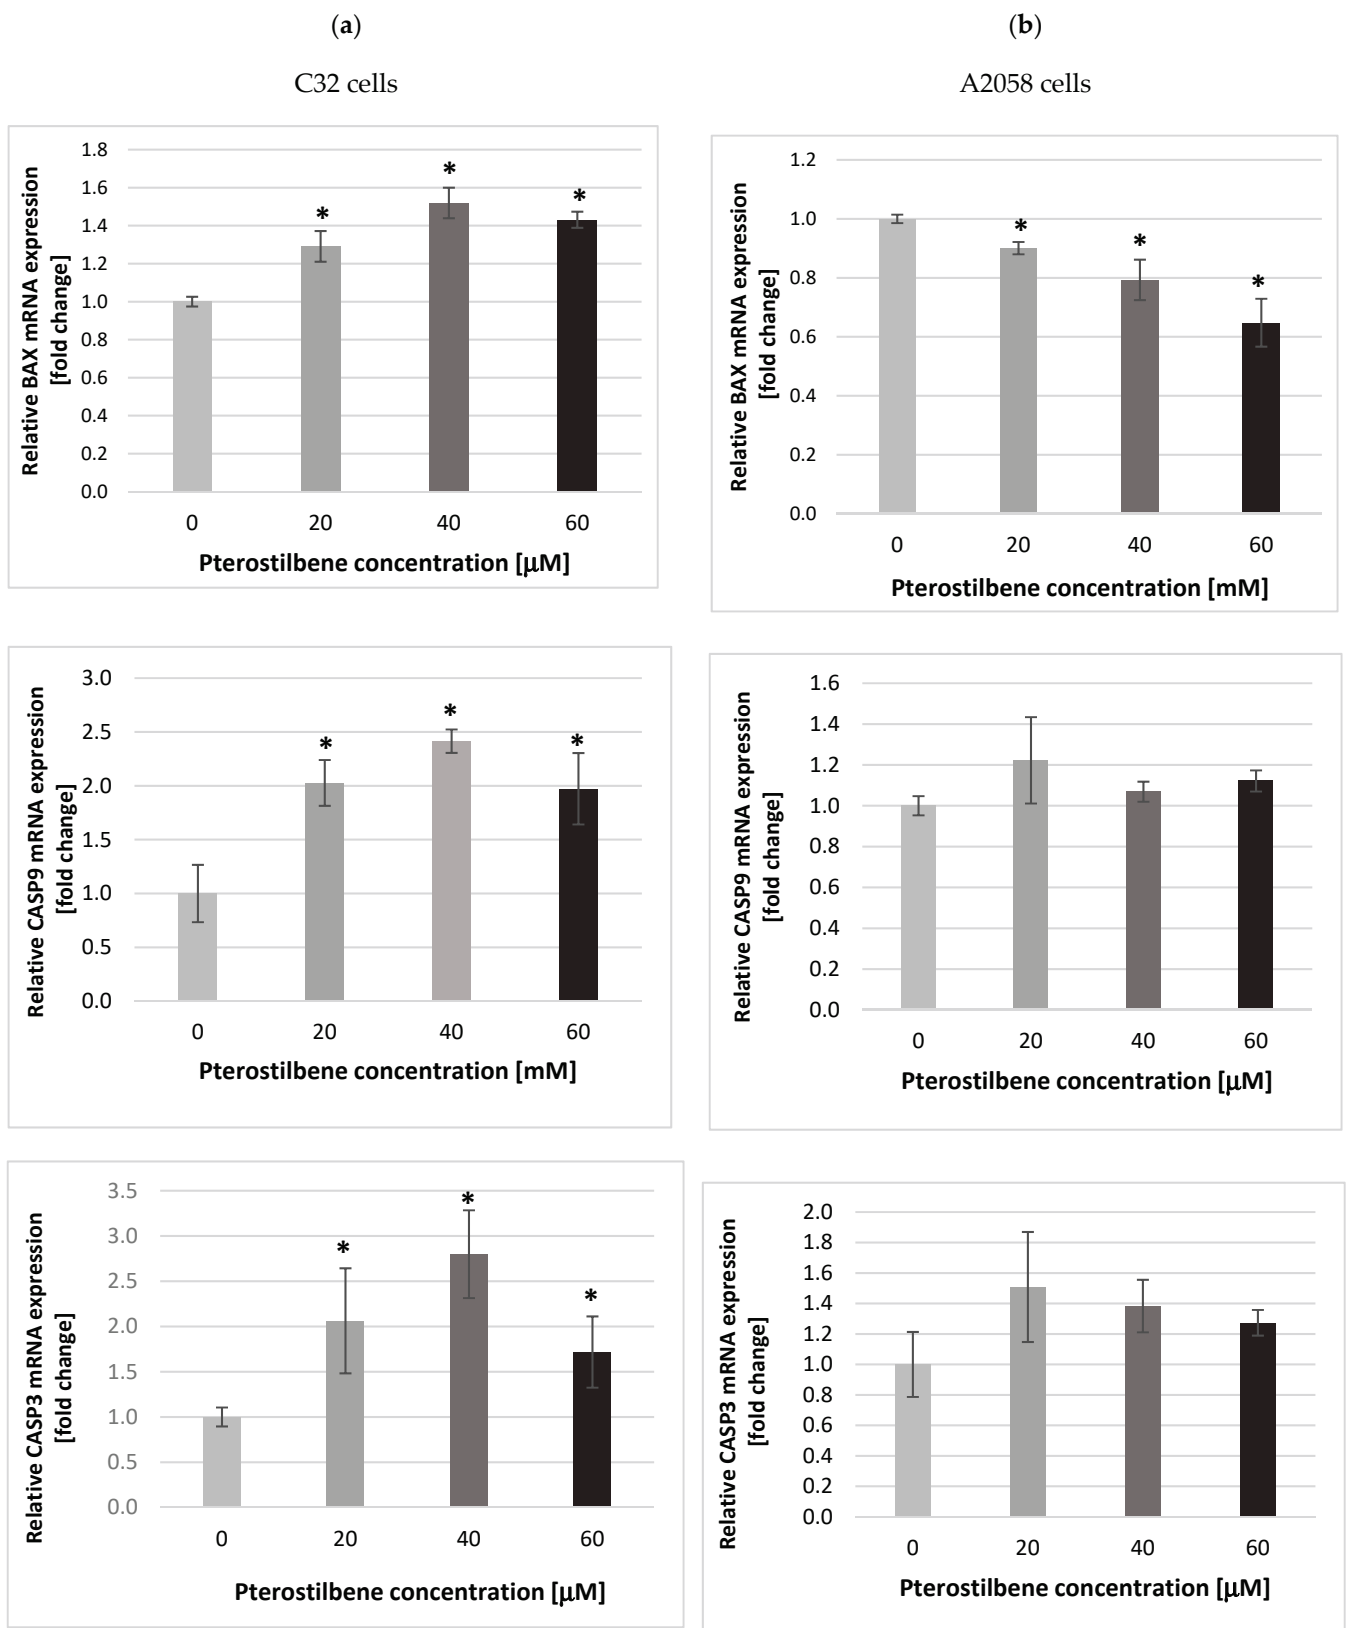 (a)
(b)
C32 cells
A2058 cells
Relative BAX mRNA expression
[fold change]
1.8
1.6
1.4
1.2
1.0
0.8
0.6
0.4
0.2
0.0
*
*
*
0 20 40 60
Pterostilbene concentration [μM]
Relative BAX mRNA expression
[fold change]
1.2
1.0
0.8
0.6
0.4
0.2
0.0
*
*
*
0 20 40 60
Pterostilbene concentration [mM]
Relative CASP9 mRNA expression
[fold change]
3.0
2.5
2.0
1.5
1.0
0.5
0.0
*
*
*
0 20 40 60
Pterostilbene concentration [mM]
Relative CASP9 mRNA expression
[fold change]
1.6
1.4
1.2
1.0
0.8
0.6
0.4
0.2
0.0
0 20 40 60
Pterostilbene concentration [μM]
Relative CASP3 mRNA expression
[fold change]
3.5
3.0
2.5
2.0
1.5
1.0
0.5
0.0
*
*
*
0 20 40 60
Pterostilbene concentration [μM]
Relative CASP3 mRNA expression
[fold change]
2.0
1.8
1.6
1.4
1.2
1.0
0.8
0.6
0.4
0.2
0.0
0 20 40 60
Pterostilbene concentration [μM]